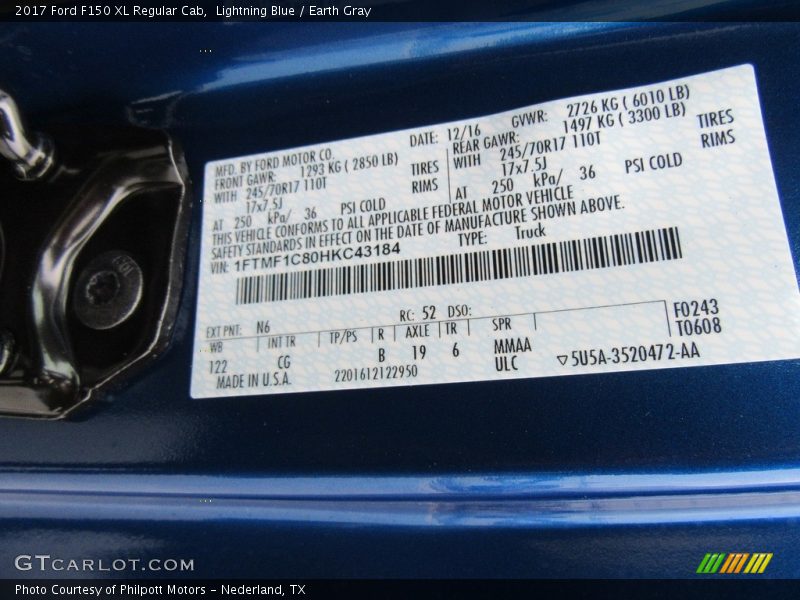 2017 Ford F150 XL Regular Cab,  Lightning Blue / Earth Gray
MFD. BY FORD MOTOR CO.
DATE: 12/16
GVWR: 2726 KG ( 6010 LB)
FRONT GAWR: 1293 KG ( 2850 LB)
WITH 245/70R17 110T TIRES
17x7.5J RIMS
AT 250 kPa/ 36 PSI COLD
REAR GAWR: 1497 KG ( 3300 LB)
WITH 245/70R17 110T TIRES
17x7.5J RIMS
AT 250 kPa/ 36 PSI COLD
THIS VEHICLE CONFORMS TO ALL APPLICABLE FEDERAL MOTOR VEHICLE
SAFETY STANDARDS IN EFFECT ON THE DATE OF MANUFACTURE SHOWN ABOVE.
VIN: 1FTMF1C80HKC43184 TYPE: Truck
EXT PNT: N6 RC: 52 DSO: F0243
WB INT TR TP/PS R AXLE TR SPR T0608
122 CG B 19 6 MMAA
ULC
MADE IN U.S.A. 2201612122950 ▽5U5A-3520472-AA
GTCARLOT.COM
Photo Courtesy of Philpott Motors - Nederland, TX